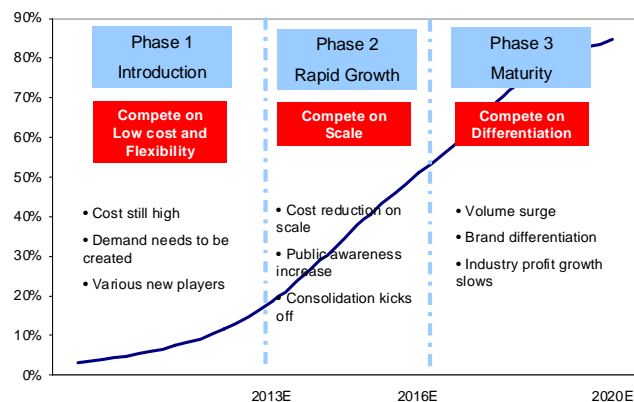 90%
80%
70%
60%
50%
40%
30%
20%
10%
0%
Phase 1
Introduction
Compete on
Low cost and
Flexibility
• Cost still high
• Demand needs to be
created
• Various new players
Phase 2
Rapid Growth
Compete on
Scale
• Cost reduction on
scale
• Public awareness
increase
• Consolidation kicks
off
Phase 3
Maturity
Compete on
Differentiation
• Volume surge
• Brand differentiation
• Industry profit growth
slows
2013E
2016E
2020E